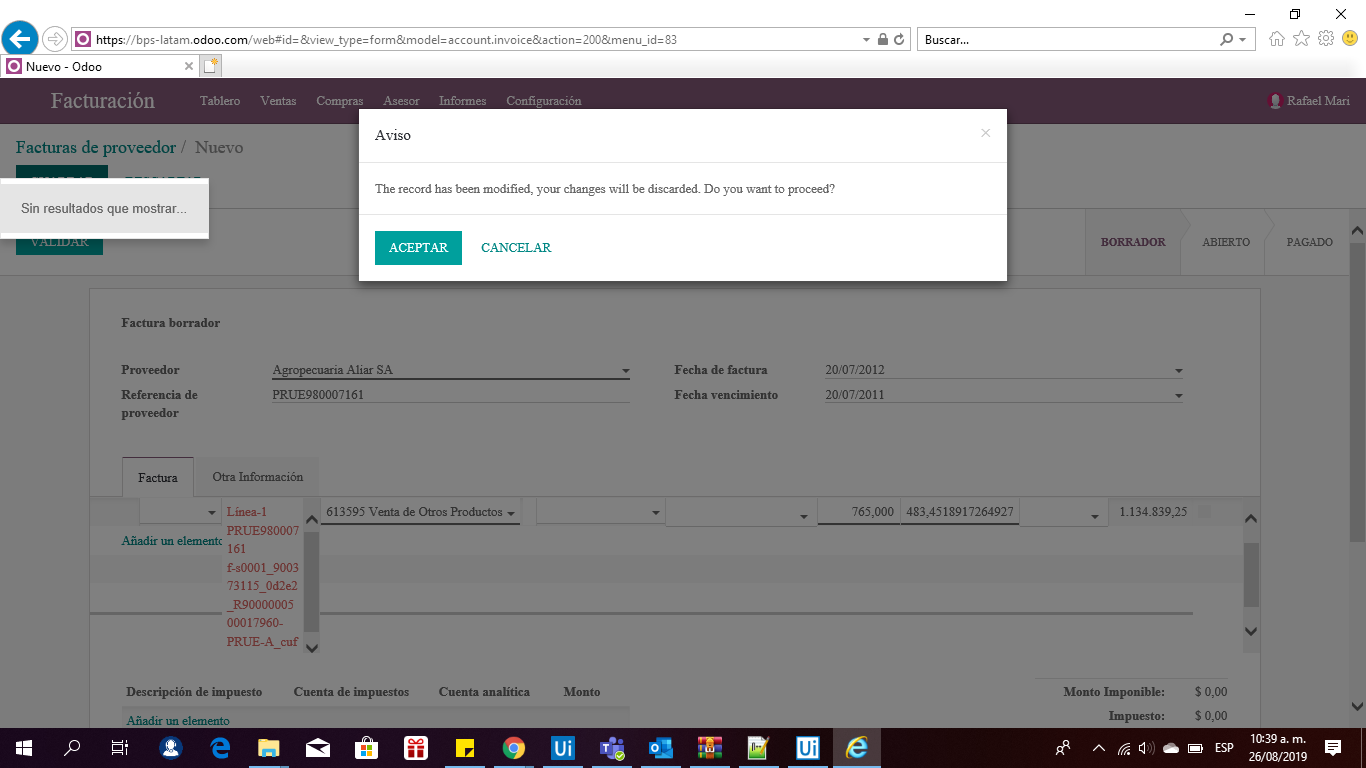 https://bps-latam.odoo.com/web#id=&view_type=form&model=account.invoice&action=200&menu_id=83
Buscar...
Nuevo - Odoo
Facturación
Tablero
Ventas
Compras
Asesor
Informes
Configuración
Rafael Mari
Aviso
Facturas de proveedor / Nuevo
The record has been modified, your changes will be discarded. Do you want to proceed?
Sin resultados que mostrar...
VALIDAR
ACEPTAR
CANCELAR
BORRADOR
ABIERTO
PAGADO
Factura borrador
Proveedor
Agropecuaria Aliar SA
Fecha de factura
20/07/2012
Referencia de
proveedor
PRUE980007161
Fecha vencimiento
20/07/2011
Factura
Otra Información
Línea-1
PRUE980007
161
f-s0001_9003
73115_0d2e2
_R90000005
00017960-
PRUE-A_cuf
613595 Venta de Otros Productos
765,000
483,4518917264927
1.134.839,25
Añadir un elemento
Descripción de impuesto
Cuenta de impuestos
Cuenta analítica
Monto
Añadir un elemento
Monto Imponible:
$ 0,00
Impuesto:
$ 0,00
ESP
10:39 a. m.
26/08/2019